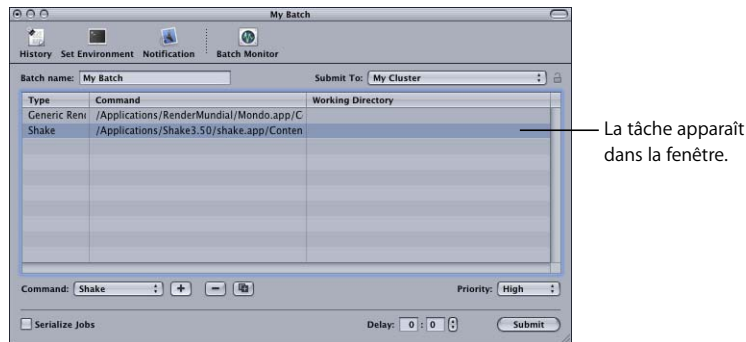 My Batch
History Set Environment Notification Batch Monitor
Batch name: My Batch Submit To: My Cluster
Type Command Working Directory
Generic Ren /Applications/RenderMundial/Mondo.app/C
Shake /Applications/Shake3.50/shake.app/Conten
La tâche apparaît
dans la fenêtre.
Command: Shake Priority: High
Serialize Jobs Delay: 0 : 0 Submit